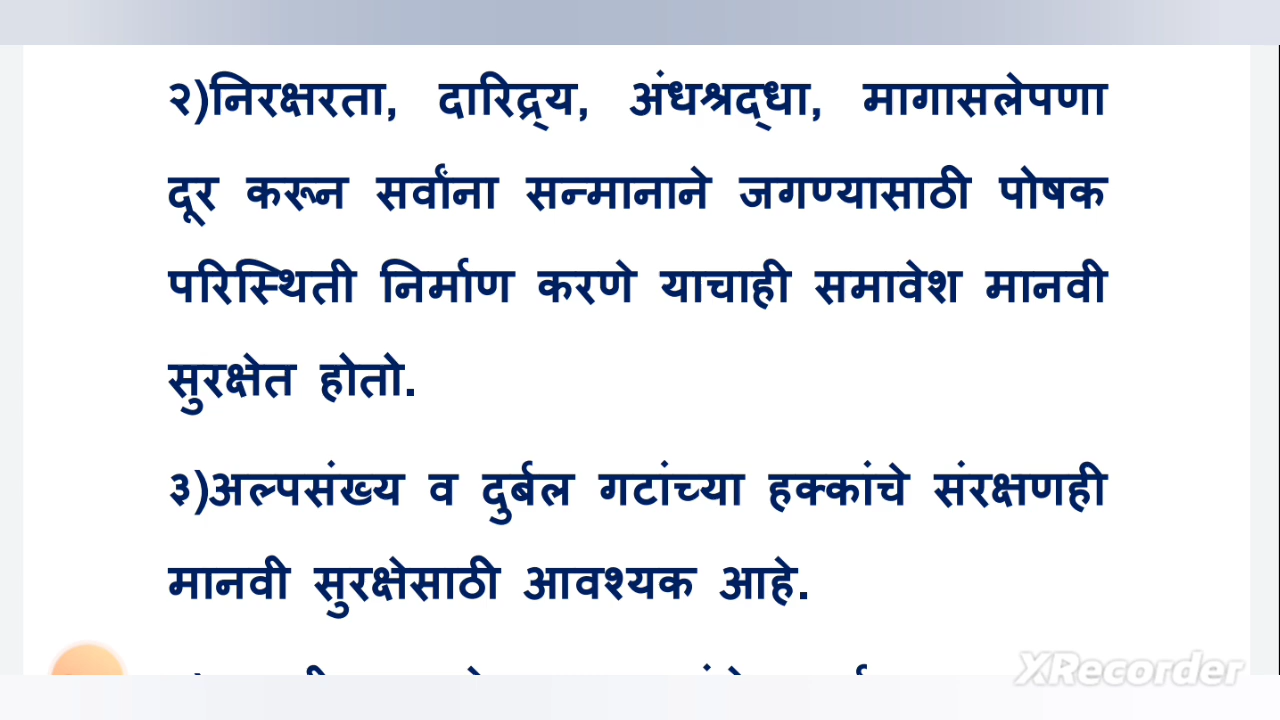 २)निरक्षरता, दारिद्र्य, अंधश्रद्धा, मागासलेपणा
दूर करून सर्वांना सन्मानाने जगण्यासाठी पोषक
परिस्थिती निर्माण करणे याचाही समावेश मानवी
सुरक्षेत होतो.
३)अल्पसंख्य व दुर्बल गटांच्या हक्कांचे संरक्षणही
मानवी सुरक्षेसाठी आवश्यक आहे.
XRecorder